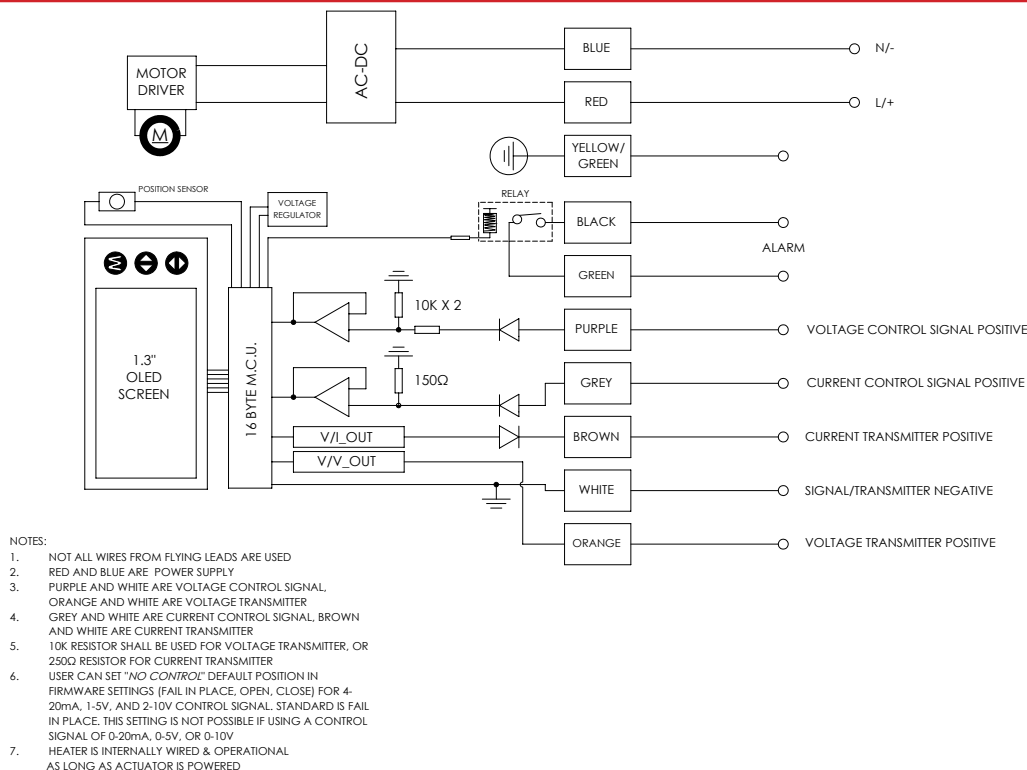 BLUE
N/-
MOTOR
DRIVER
AC-DC
RED
L/+
M
YELLOW/
GREEN
POSITION SENSOR
VOLTAGE
REGULATOR
RELAY
BLACK
ALARM
GREEN
10K X 2
PURPLE
VOLTAGE CONTROL SIGNAL POSITIVE
1.3"
OLED
SCREEN
16 BYTE M.C.U.
150Ω
GREY
CURRENT CONTROL SIGNAL POSITIVE
V/I_OUT
BROWN
CURRENT TRANSMITTER POSITIVE
V/V_OUT
WHITE
SIGNAL/TRANSMITTER NEGATIVE
ORANGE
VOLTAGE TRANSMITTER POSITIVE
NOTES:
1. NOT ALL WIRES FROM FLYING LEADS ARE USED
2. RED AND BLUE ARE POWER SUPPLY
3. PURPLE AND WHITE ARE VOLTAGE CONTROL SIGNAL,
ORANGE AND WHITE ARE VOLTAGE TRANSMITTER
4. GREY AND WHITE ARE CURRENT CONTROL SIGNAL, BROWN
AND WHITE ARE CURRENT TRANSMITTER
5. 10K RESISTOR SHALL BE USED FOR VOLTAGE TRANSMITTER, OR
250Ω RESISTOR FOR CURRENT TRANSMITTER
6. USER CAN SET "NO CONTROL" DEFAULT POSITION IN
FIRMWARE SETTINGS (FAIL IN PLACE, OPEN, CLOSE) FOR 4-
20mA, 1-5V, AND 2-10V CONTROL SIGNAL. STANDARD IS FAIL
IN PLACE. THIS SETTING IS NOT POSSIBLE IF USING A CONTROL
SIGNAL OF 0-20mA, 0-5V, OR 0-10V
7. HEATER IS INTERNALLY WIRED & OPERATIONAL
AS LONG AS ACTUATOR IS POWERED